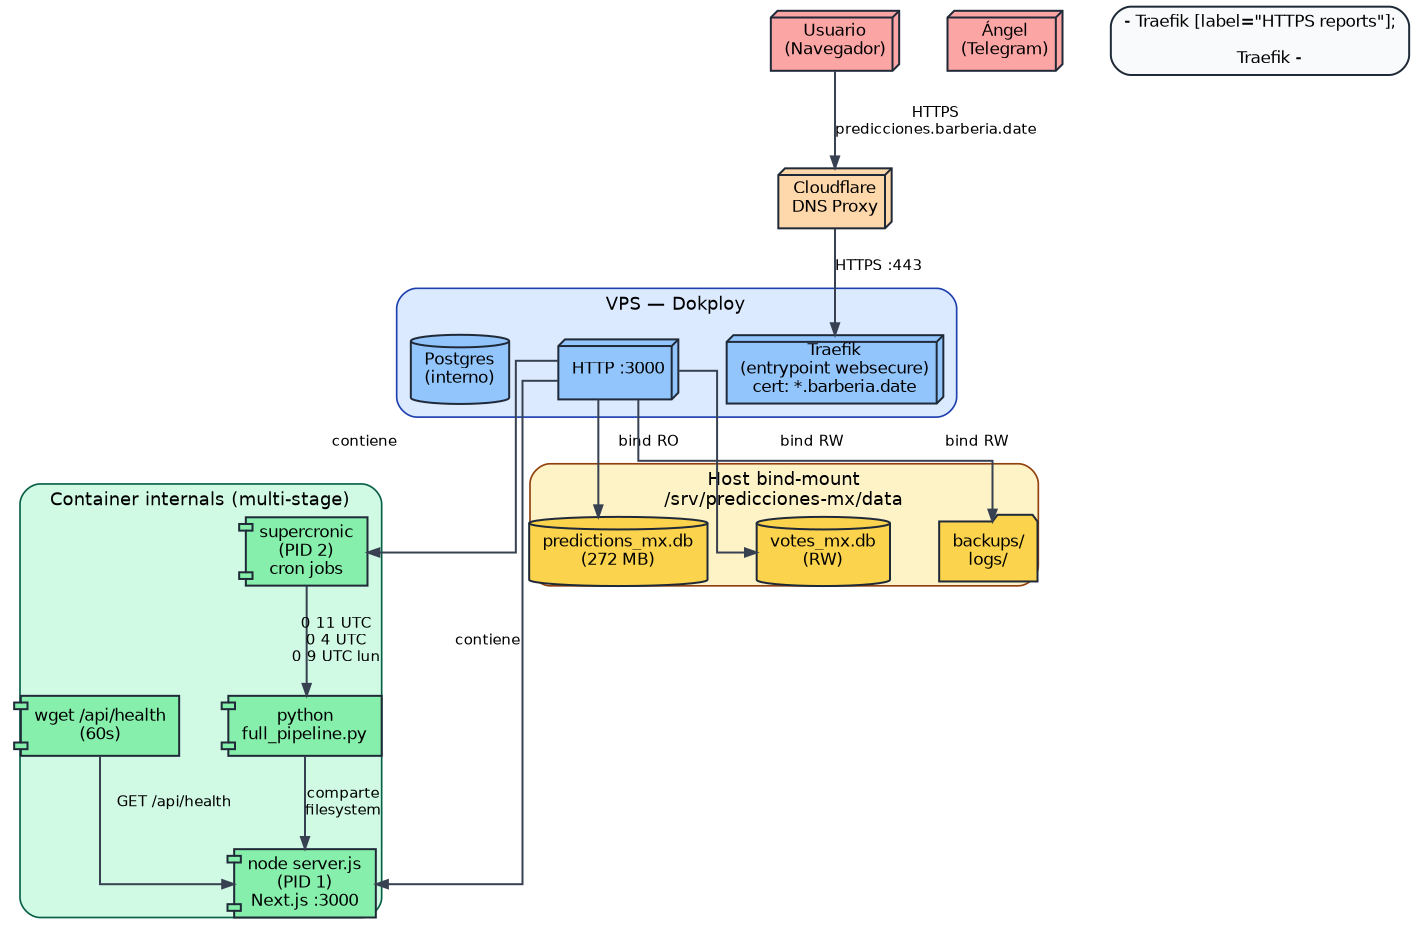 Usuario
(Navegador)
Ángel
(Telegram)
- Traefik [label="HTTPS reports"];
Traefik -
HTTPS
predicciones.barberia.date
Cloudflare
DNS Proxy
HTTPS :443
VPS — Dokploy
Postgres
(interno)
HTTP :3000
Traefik
(entrypoint websecure)
cert: *.barberia.date
contiene
bind RO
bind RW
bind RW
Host bind-mount
/srv/predicciones-mx/data
predictions_mx.db
(272 MB)
votes_mx.db
(RW)
backups/
logs/
Container internals (multi-stage)
supercronic
(PID 2)
cron jobs
0 11 UTC
0 4 UTC
0 9 UTC lun
contiene
wget /api/health
(60s)
python
full_pipeline.py
GET /api/health
comparte
filesystem
node server.js
(PID 1)
Next.js :3000